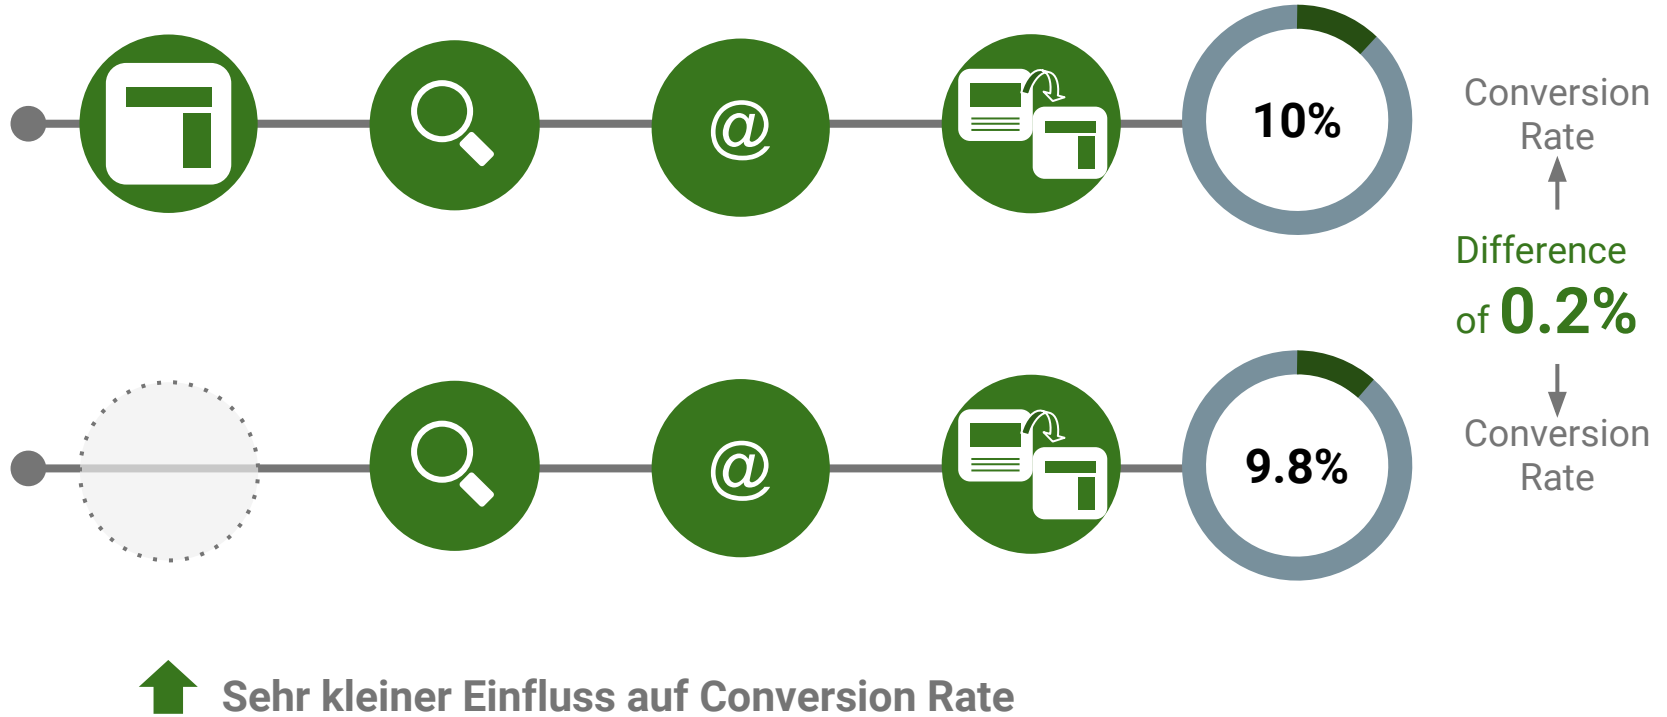 @
10%
Conversion
Rate
Difference
of 0.2%
@
9.8%
Conversion
Rate
Sehr kleiner Einfluss auf Conversion Rate